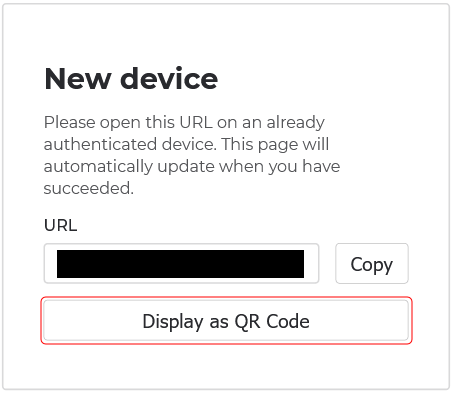 New device
Please open this URL on an already
authenticated device. This page will
automatically update when you have
succeeded.
URL
Copy
Display as QR Code